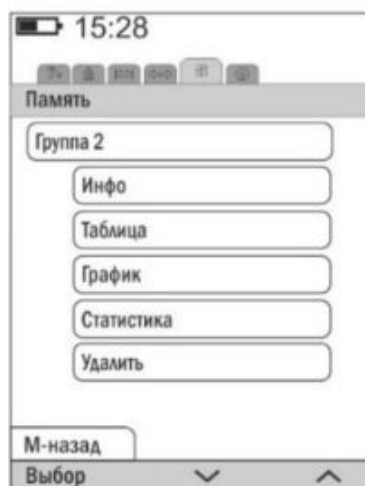 15:28
Память
Группа 2
Инфо
Таблица
График
Статистика
Удалить
М-назад
Выбор